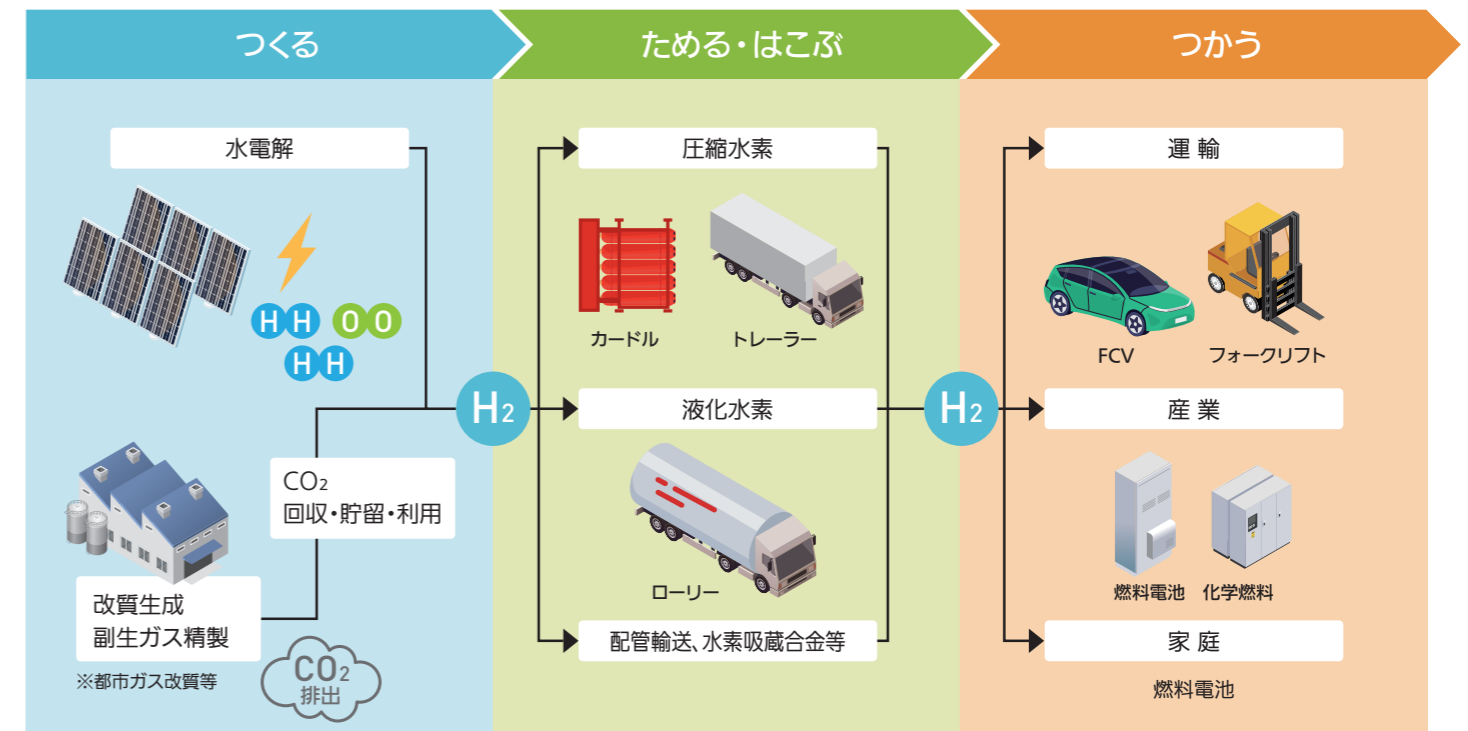 つくる
ためる・はこぶ
つかう
水電解
H H O O
H H
改質生成
副生ガス精製
※都市ガス改質等
CO2
排出
CO2
回収・貯留・利用
H2
圧縮水素
カードル
トレーラー
液化水素
ローリー
配管輸送、水素吸蔵合金等
H2
運輸
FCV
フォークリフト
産業
燃料電池
化学燃料
家庭
燃料電池